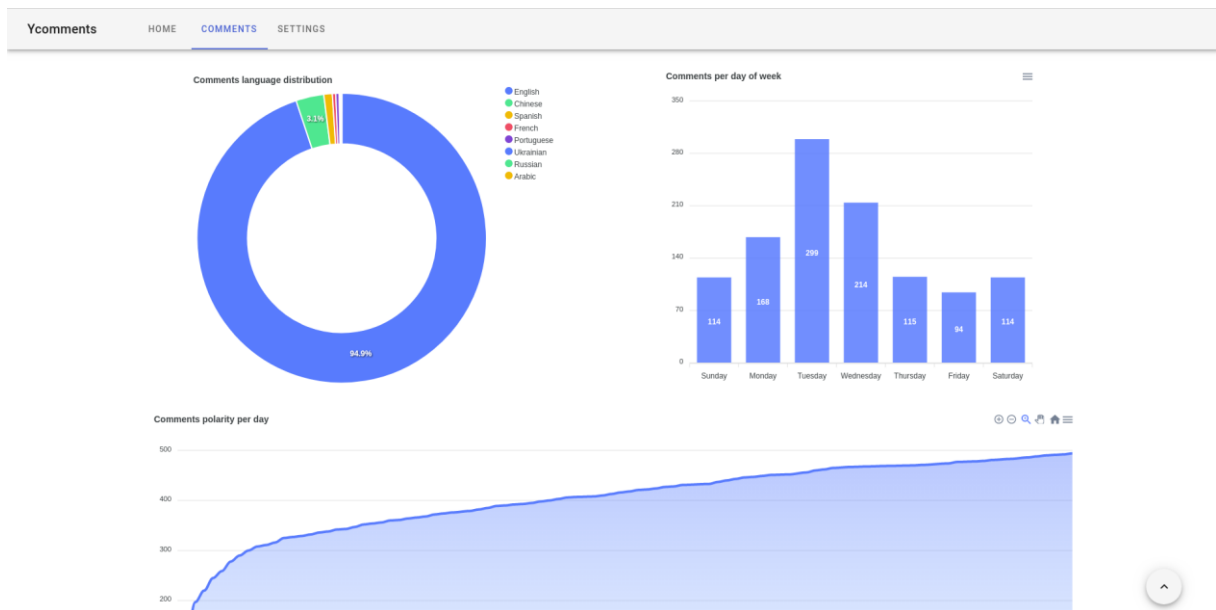 Ycomments HOME COMMENTS SETTINGS
Comments language distribution
English
Chinese
Spanish
French
Portuguese
Ukrainian
Russian
Arabic
3.1%
94.9%
Comments per day of week
350
280
210
140
70
0
114 168 299 214 115 94 114
Sunday Monday Tuesday Wednesday Thursday Friday Saturday
Comments polarity per day
500
400
300
200